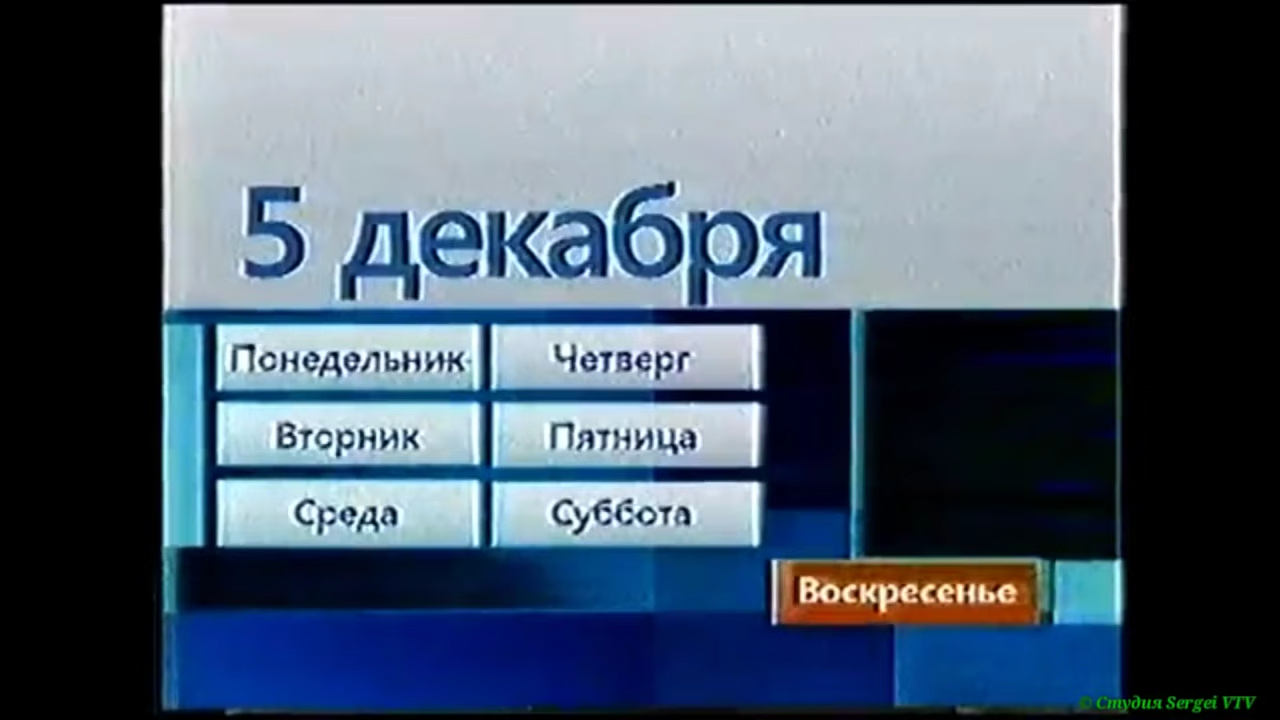 5 декабря
Понедельник
Четверг
Вторник
Пятница
Среда
Суббота
Воскресенье
© Студия Sergei VTV